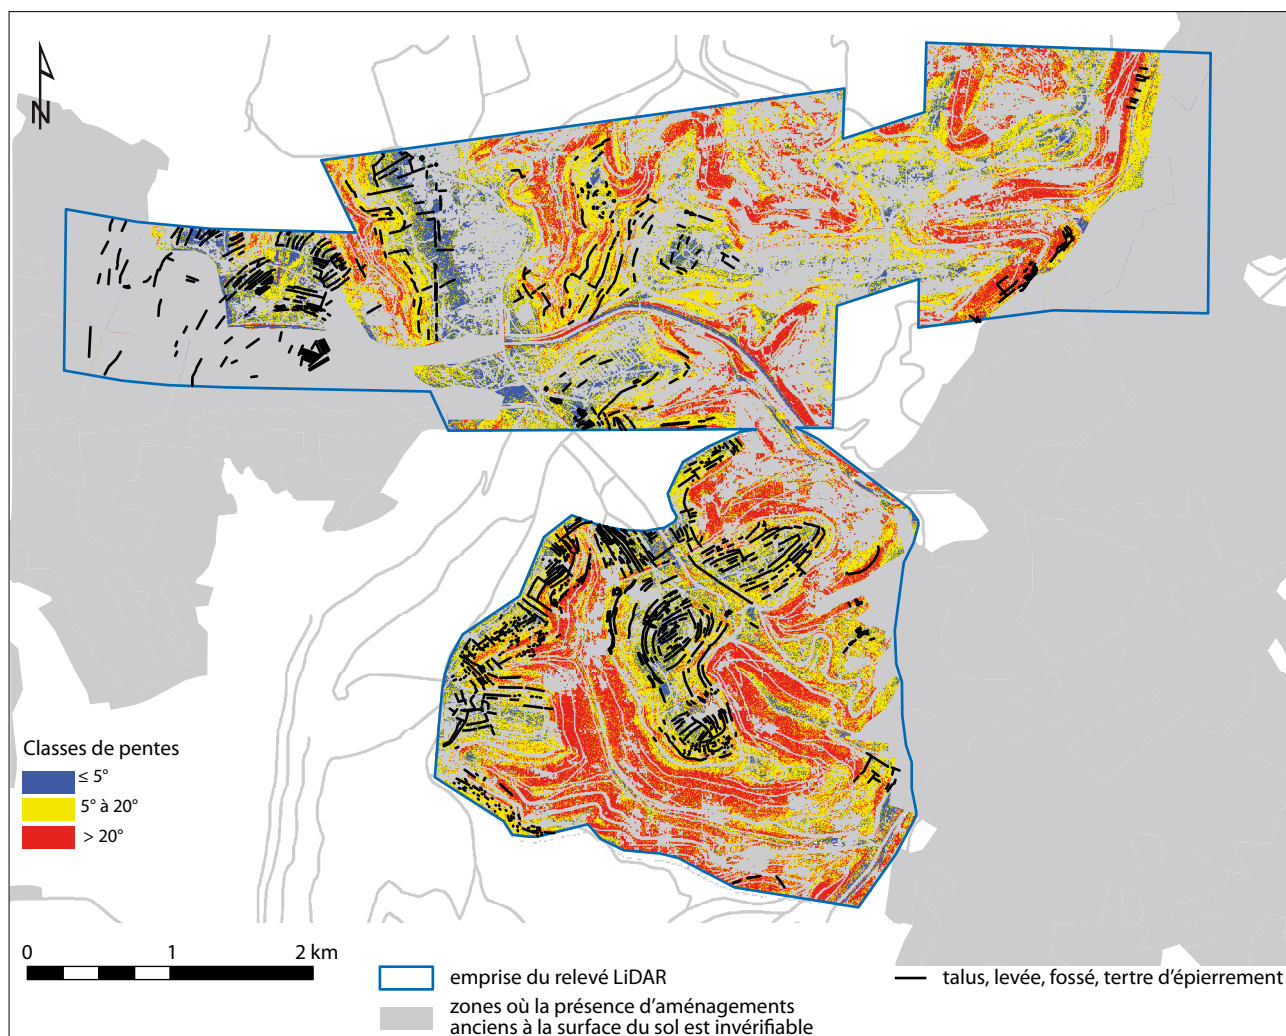 N
Classes de pentes
≤ 5°
5° à 20°
> 20°
0 1 2 km
emprise du relevé LiDAR
zones où la présence d'aménagements
anciens à la surface du sol est invérifiable
talus, levée, fossé, tertre d'épierrement